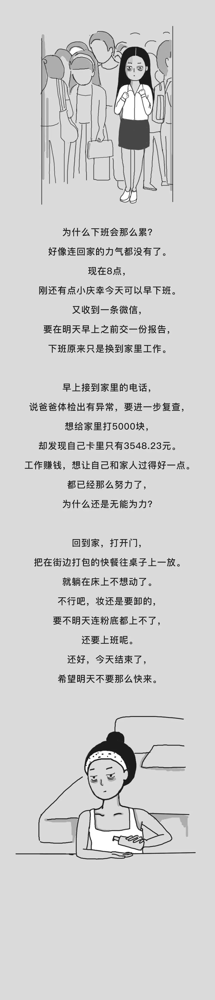 为什么下班会那么累?
好像连回家的力气都没有了。
现在8点，
刚还有点小庆幸今天可以早下班。
又收到一条微信，
要在明天早上之前交一份报告，
下班原来只是换到家里工作。
早上接到家里的电话，
说爸爸体检出有异常，要进一步复查，
想给家里打5000块，
却发现自己卡里只有3548.23元。
工作赚钱，想让自己和家人过得好一点。
都已经那么努力了，
为什么还是无能为力?
回到家，打开门，
把在街边打包的快餐往桌子上一放。
就躺在床上不想动了。
不行吧，妆还是要卸的，
要不明天连粉底都上不了，
还要上班呢。
还好，今天结束了，
希望明天不要那么快来。